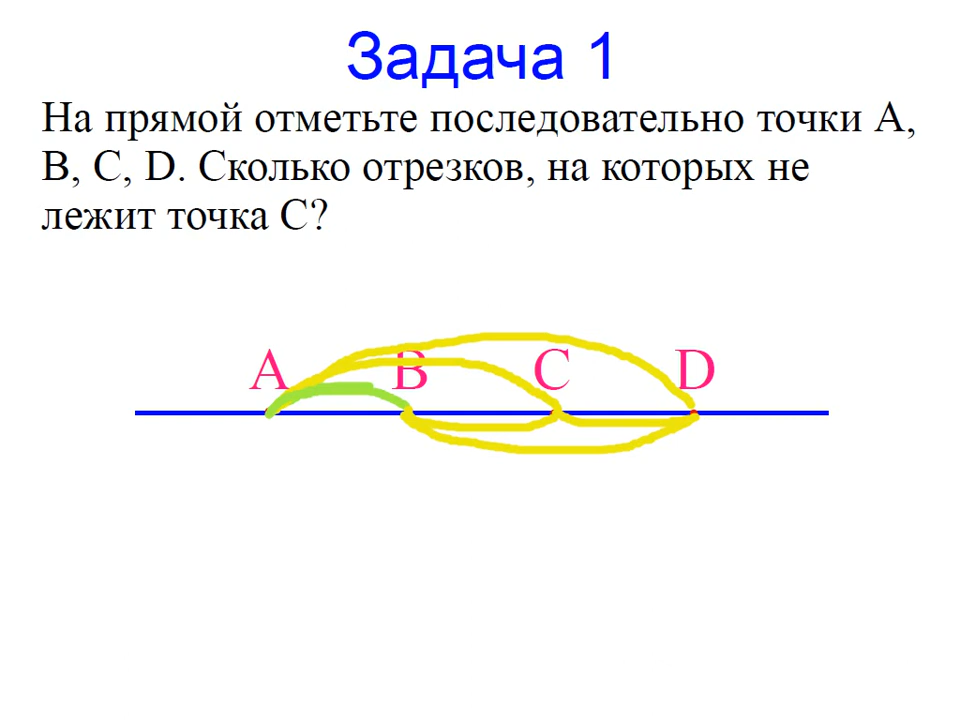 Задача 1
На прямой отметьте последовательно точки А,
В, С, D. Сколько отрезков, на которых не
лежит точка С?
A B C D